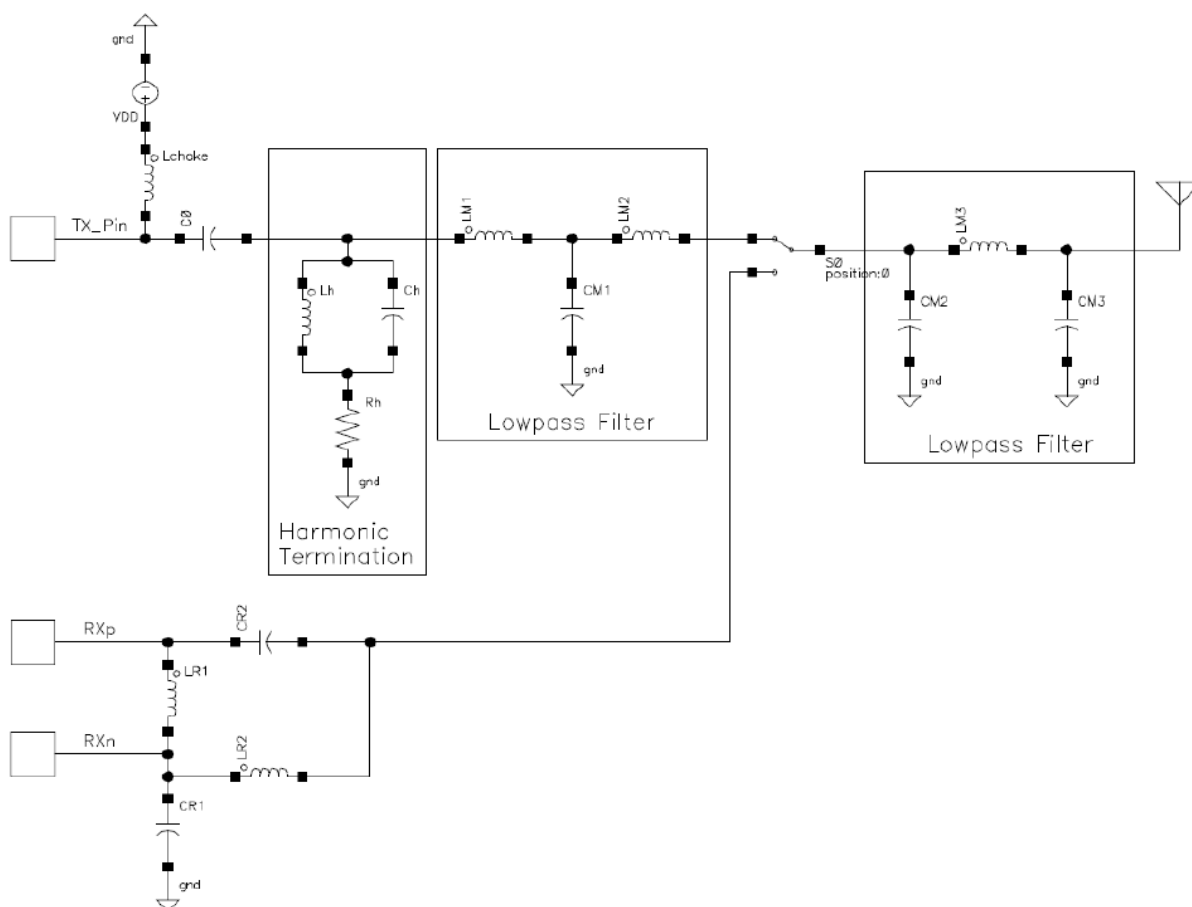 gnd
VDD
Lchoke
TX_Pin
C0
LM1
LM2
LM3
S0
position:0
Lh
Ch
CM1
CM2
CM3
gnd
gnd
gnd
Rh
Lowpass Filter
Lowpass Filter
gnd
Harmonic
Termination
RXp
CR2
LR1
RXn
LR2
CR1
gnd